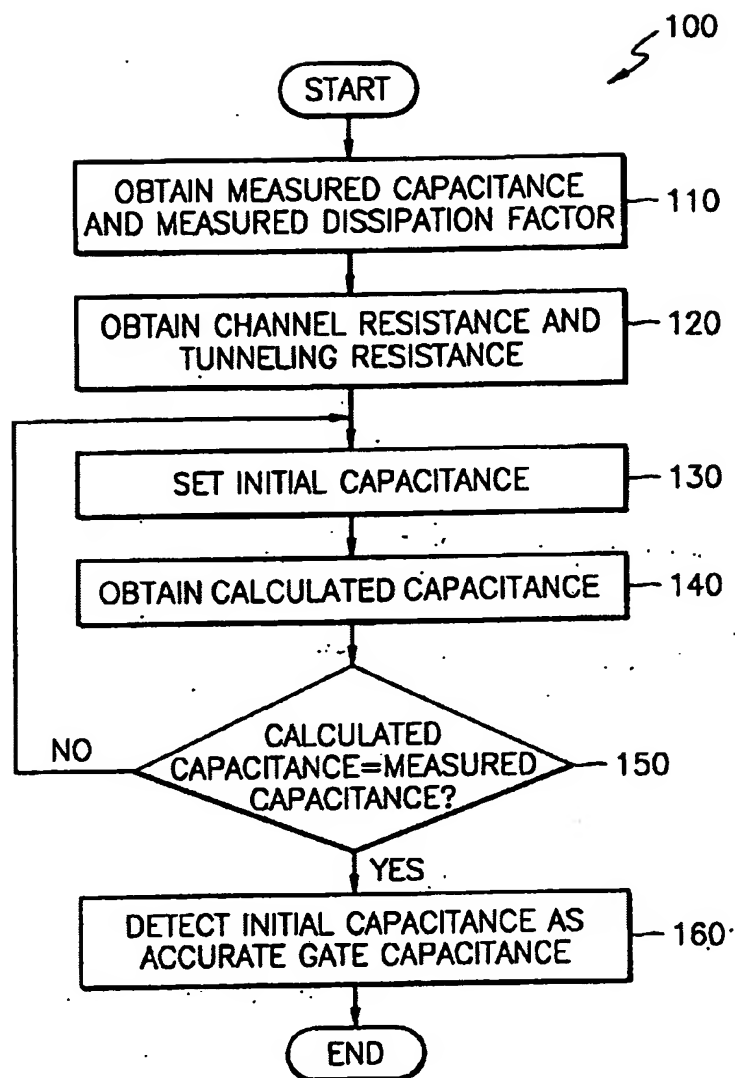 100
START
OBTAIN MEASURED CAPACITANCE
AND MEASURED DISSIPATION FACTOR
110
OBTAIN CHANNEL RESISTANCE AND
TUNNELING RESISTANCE
120
SET INITIAL CAPACITANCE
130
OBTAIN CALCULATED CAPACITANCE
140
NO
CALCULATED
CAPACITANCE=MEASURED
CAPACITANCE?
150
YES
DETECT INITIAL CAPACITANCE AS
ACCURATE GATE CAPACITANCE
160
END